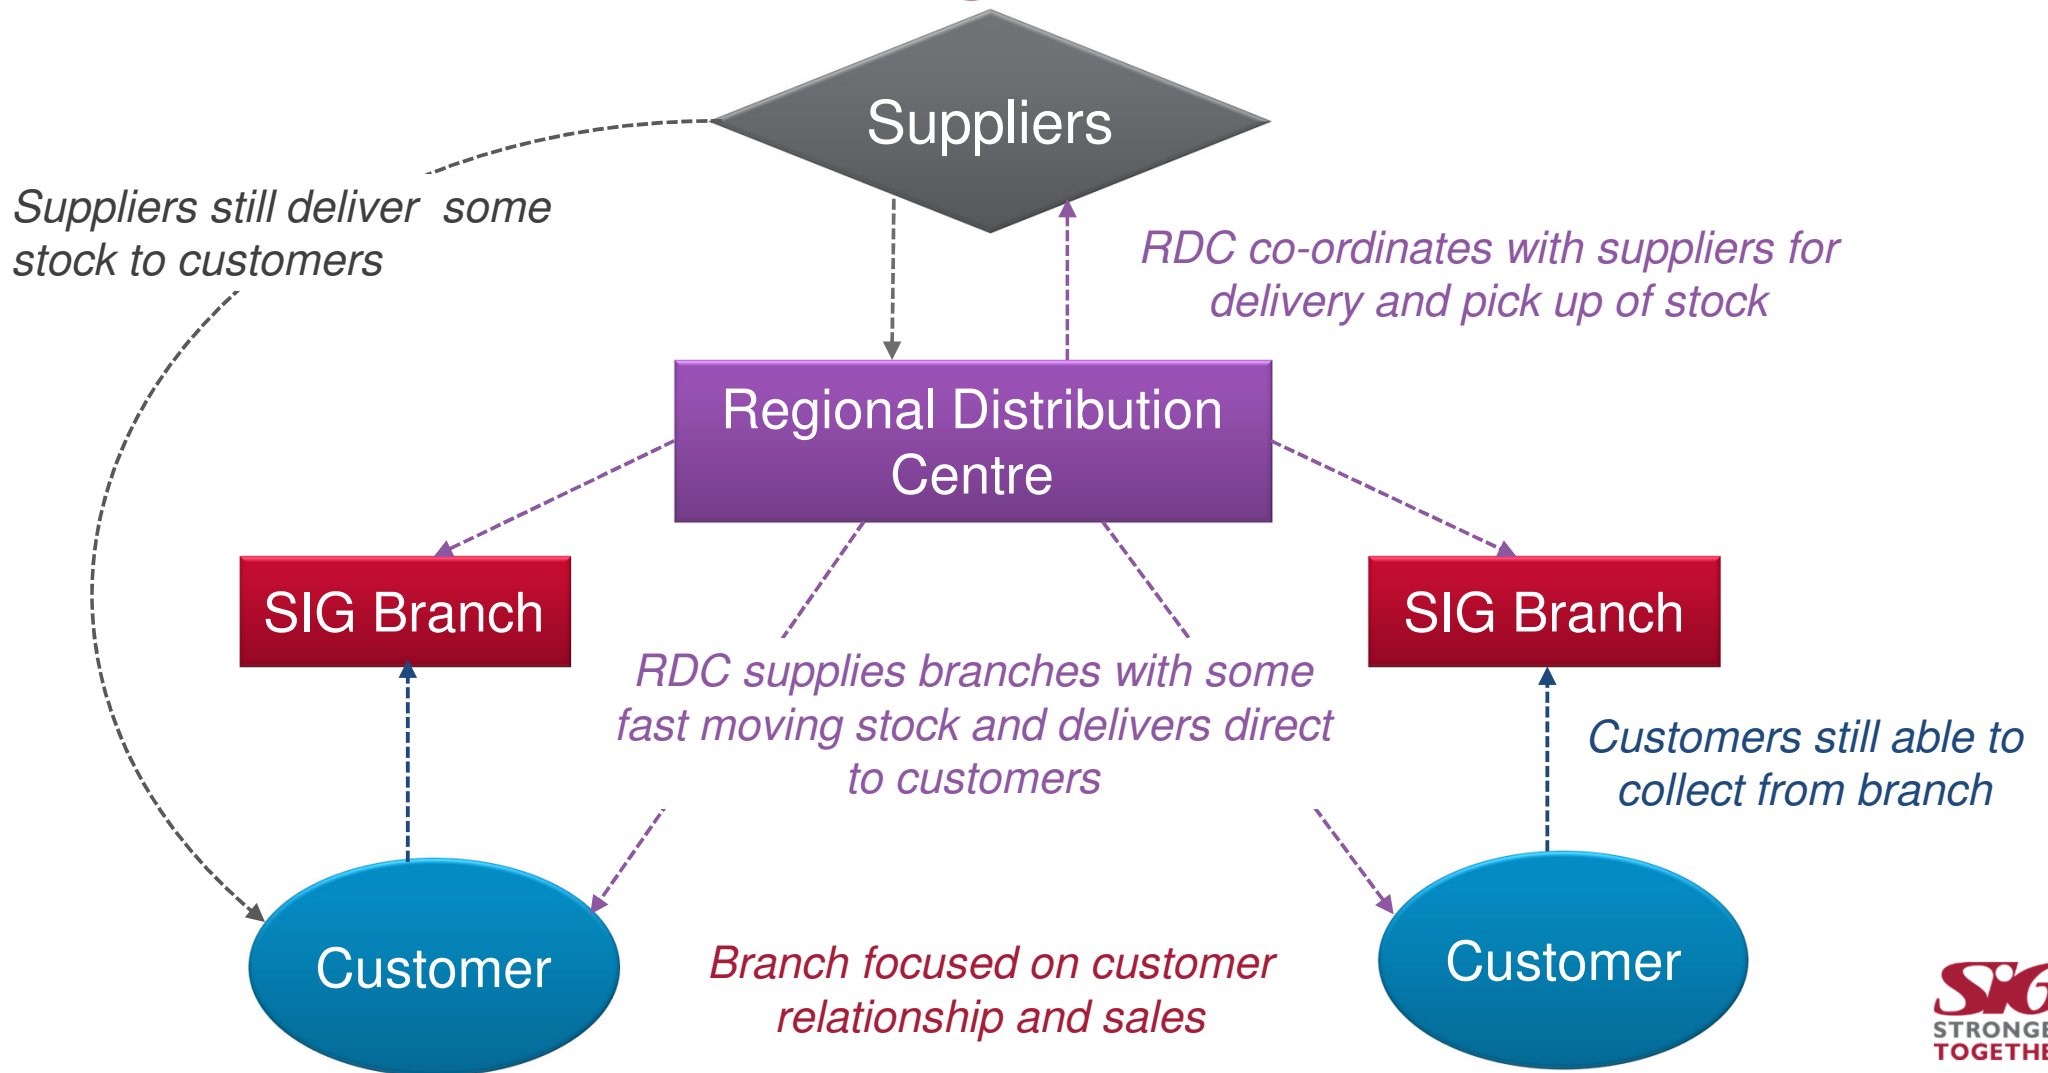 Suppliers
Suppliers still deliver some
stock to customers
RDC co-ordinates with suppliers for
delivery and pick up of stock
Regional Distribution
Centre
SIG Branch
SIG Branch
RDC supplies branches with some
fast moving stock and delivers direct
to customers
Customers still able to
collect from branch
Customer
Customer
Branch focused on customer
relationship and sales
SIG